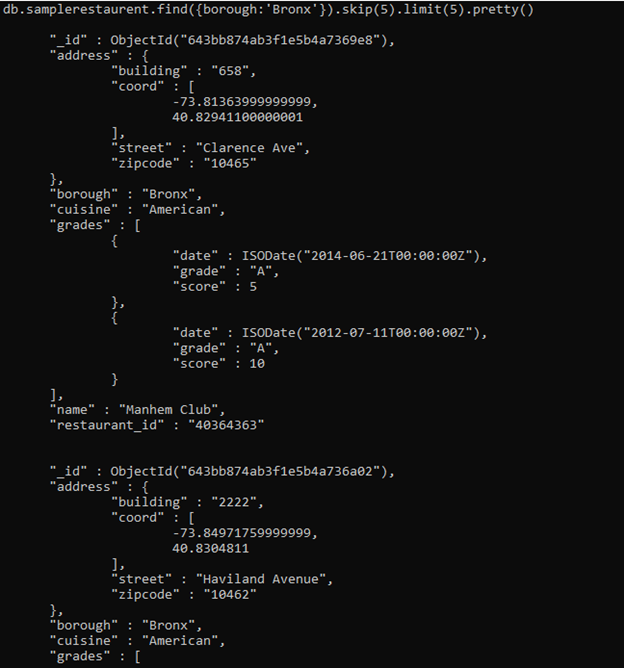 db.samplerestaurent.find({borough:'Bronx'}).skip(5).limit(5).pretty()
"_id" : ObjectId("643bb874ab3f1e5b4a7369e8"),
"address" : {
"building" : "658",
"coord" : [
-73.81363999999999,
40.82941100000001
],
"street" : "Clarence Ave",
"zipcode" : "10465"
},
"borough" : "Bronx",
"cuisine" : "American",
"grades" : [
{
"date" : ISODate("2014-06-21T00:00:00Z"),
"grade" : "A",
"score" : 5
},
{
"date" : ISODate("2012-07-11T00:00:00Z"),
"grade" : "A",
"score" : 10
}
],
"name" : "Manhem Club",
"restaurant_id" : "40364363"
"_id" : ObjectId("643bb874ab3f1e5b4a736a02"),
"address" : {
"building" : "2222",
"coord" : [
-73.84971759999999,
40.8304811
],
"street" : "Haviland Avenue",
"zipcode" : "10462"
},
"borough" : "Bronx",
"cuisine" : "American",
"grades" : [